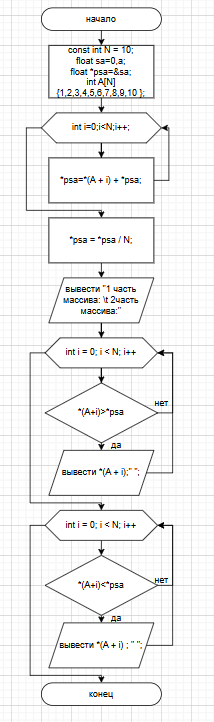 начало
const int N = 10;
float sa=0,a;
float *psa=&sa;
int A[N]
{1,2,3,4,5,6,7,8,9,10 };
int i=0;i<N;i++;
*psa=*(A + i) + *psa;
*psa = *psa / N;
вывести "1 часть
массива: \t 2часть
массива:"
int i = 0; i < N; i++
*(A+i)>*psa
нет
да
вывести *(A + i);" ";
int i = 0; i < N; i++
*(A+i)<*psa
нет
да
вывести *(A + i) ; " ";
конец